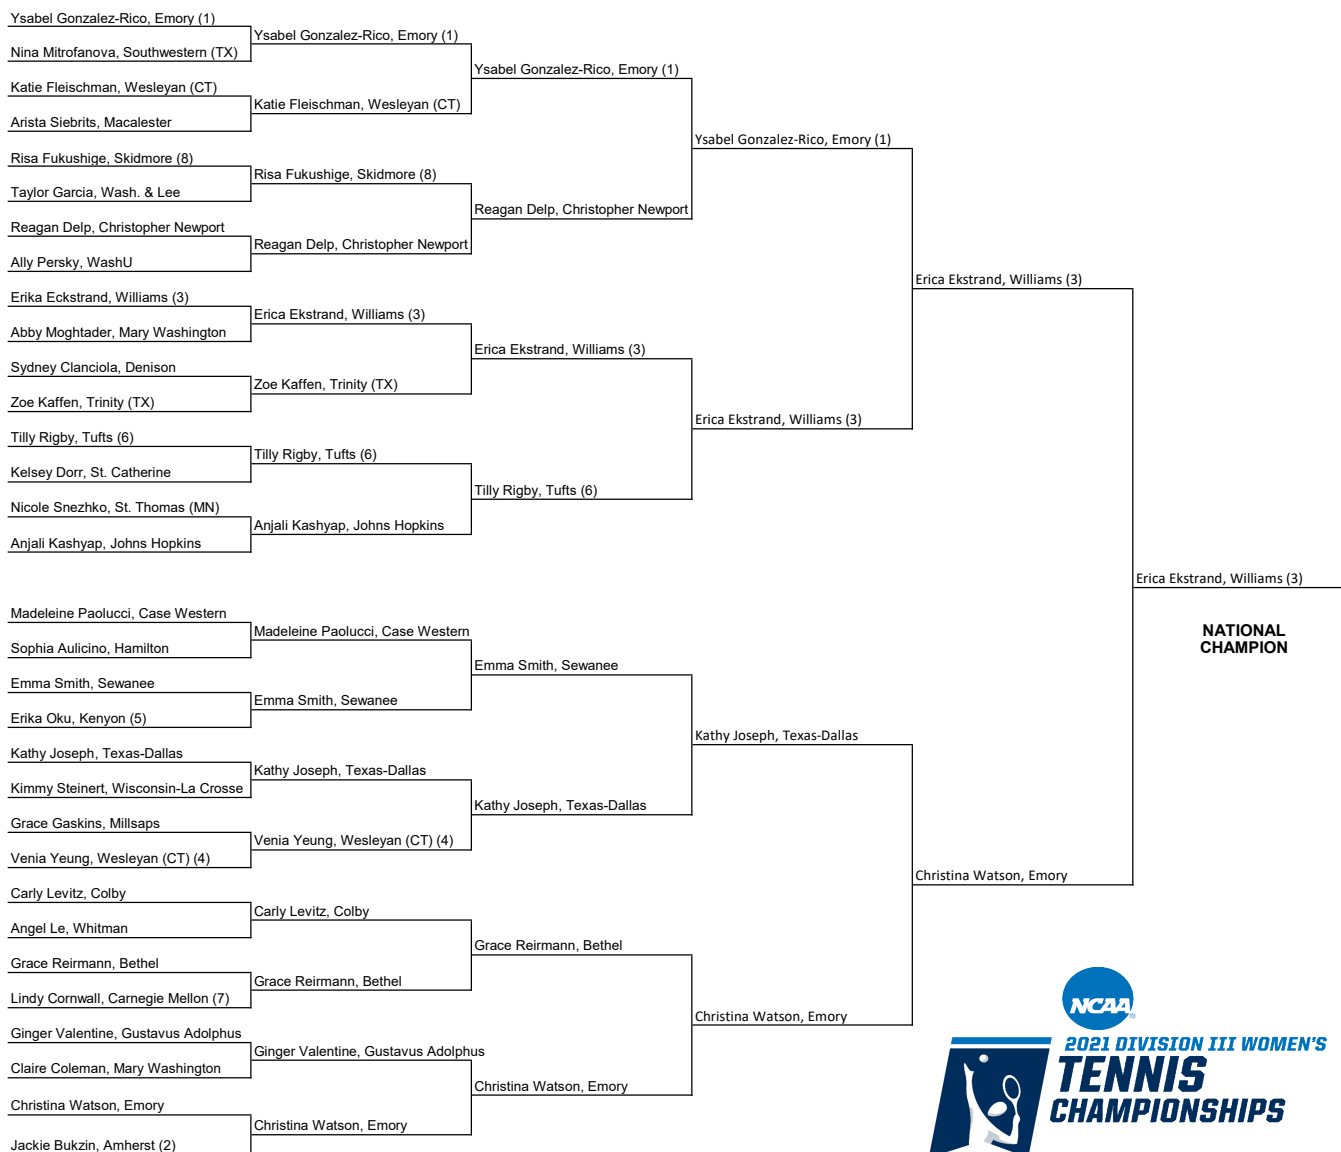 Ysabel Gonzalez-Rico, Emory (1)
Nina Mitrofanova, Southwestern (TX)
Katie Fleischman, Wesleyan (CT)
Arista Siebrits, Macalester
Risa Fukushige, Skidmore (8)
Taylor Garcia, Wash. & Lee
Reagan Delp, Christopher Newport
Ally Persky, WashU
Erika Eckstrand, Williams (3)
Abby Moghtader, Mary Washington
Sydney Clanciola, Denison
Zoe Kaffen, Trinity (TX)
Tilly Rigby, Tufts (6)
Kelsey Dorr, St. Catherine
Nicole Snezhko, St. Thomas (MN)
Anjali Kashyap, Johns Hopkins
Madeleine Paolucci, Case Western
Sophia Aulicino, Hamilton
Emma Smith, Sewanee
Erika Oku, Kenyon (5)
Kathy Joseph, Texas-Dallas
Kimmy Steinert, Wisconsin-La Crosse
Grace Gaskins, Millsaps
Venia Yeung, Wesleyan (CT) (4)
Carly Levitz, Colby
Angel Le, Whitman
Grace Reirmann, Bethel
Lindy Cornwall, Carnegie Mellon (7)
Ginger Valentine, Gustavus Adolphus
Claire Coleman, Mary Washington
Christina Watson, Emory
Jackie Bukzin, Amherst (2)
Ysabel Gonzalez-Rico, Emory (1)
Katie Fleischman, Wesleyan (CT)
Risa Fukushige, Skidmore (8)
Reagan Delp, Christopher Newport
Erica Ekstrand, Williams (3)
Zoe Kaffen, Trinity (TX)
Tilly Rigby, Tufts (6)
Anjali Kashyap, Johns Hopkins
Madeleine Paolucci, Case Western
Emma Smith, Sewanee
Kathy Joseph, Texas-Dallas
Venia Yeung, Wesleyan (CT) (4)
Carly Levitz, Colby
Grace Reirmann, Bethel
Ginger Valentine, Gustavus Adolphus
Christina Watson, Emory
Ysabel Gonzalez-Rico, Emory (1)
Reagan Delp, Christopher Newport
Erica Ekstrand, Williams (3)
Tilly Rigby, Tufts (6)
Emma Smith, Sewanee
Kathy Joseph, Texas-Dallas
Grace Reirmann, Bethel
Christina Watson, Emory
Ysabel Gonzalez-Rico, Emory (1)
Erica Ekstrand, Williams (3)
Kathy Joseph, Texas-Dallas
Christina Watson, Emory
Erica Ekstrand, Williams (3)
Christina Watson, Emory
Erica Ekstrand, Williams (3)
NATIONAL
CHAMPION
NCAA
2021 DIVISION III WOMEN'S
TENNIS
CHAMPIONSHIPS